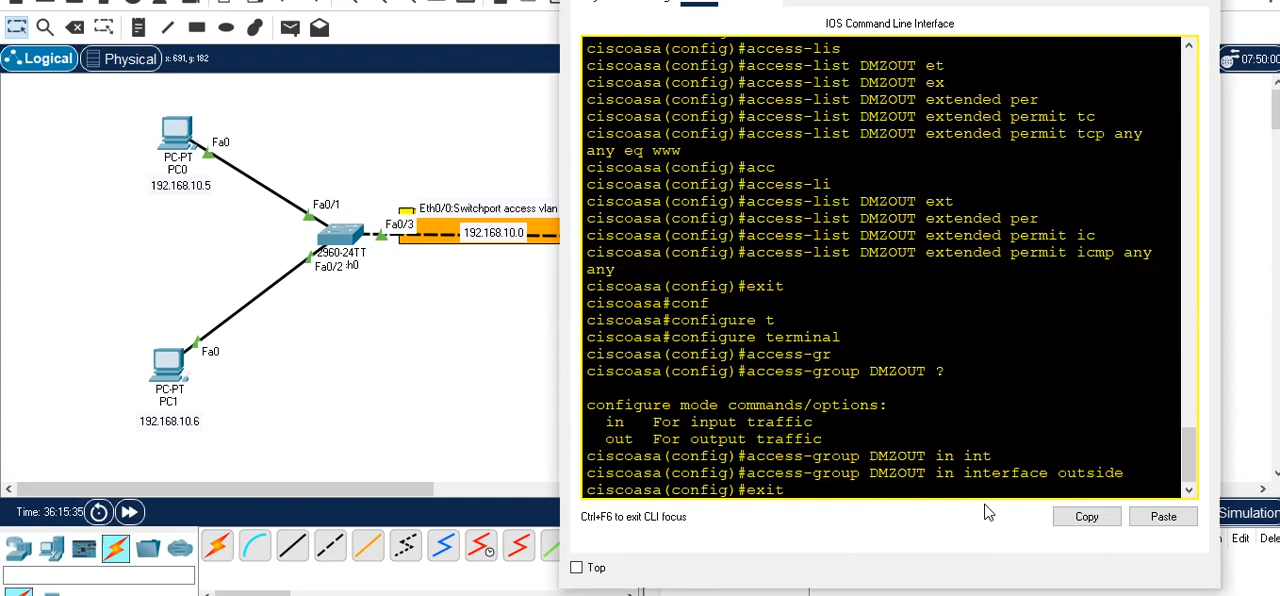 IOS Command Line Interface
Logical
Physical
x: 691, y: 182
07:50:00
ciscoasa(config)#access-lis
ciscoasa(config)#access-list DMZOUT et
ciscoasa(config)#access-list DMZOUT ex
ciscoasa(config)#access-list DMZOUT extended per
ciscoasa(config)#access-list DMZOUT extended permit tc
ciscoasa(config)#access-list DMZOUT extended permit tcp any
any eq www
ciscoasa(config)#acc
ciscoasa(config)#access-li
ciscoasa(config)#access-list DMZOUT ext
ciscoasa(config)#access-list DMZOUT extended per
ciscoasa(config)#access-list DMZOUT extended permit ic
ciscoasa(config)#access-list DMZOUT extended permit icmp any
any
ciscoasa(config)#exit
ciscoasa#conf
ciscoasa#configure t
ciscoasa#configure terminal
ciscoasa(config)#access-gr
ciscoasa(config)#access-group DMZOUT ?
configure mode commands/options:
in For input traffic
out For output traffic
ciscoasa(config)#access-group DMZOUT in int
ciscoasa(config)#access-group DMZOUT in interface outside
ciscoasa(config)#exit
Fa0
PC-PT
PC0
192.168.10.5
Fa0/1
Eth0/0:Switchport access vlan
Fa0/3
192.168.10.0
2960-24TT
Fa0/2
Fa0
PC-PT
PC1
192.168.10.6
Ctrl+F6 to exit CLI focus
Copy
Paste
Time: 36:15:35
Simulation
Edit
Dele
Top